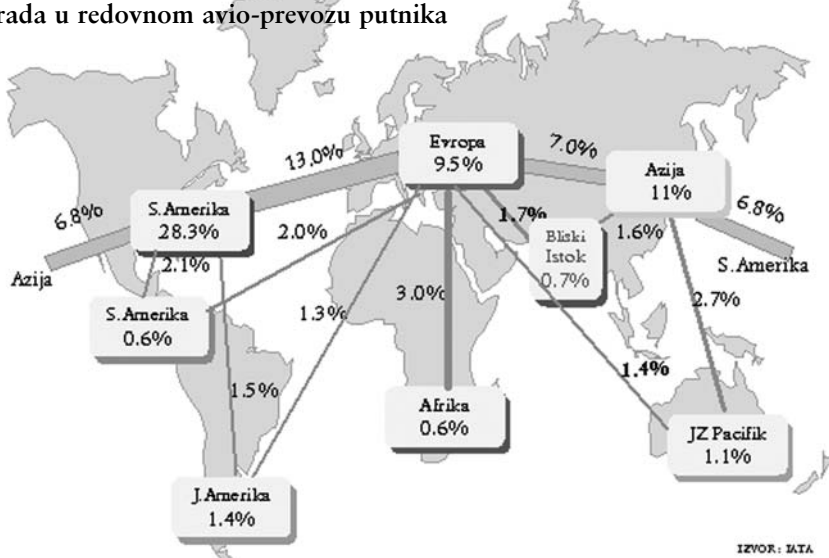 rada u redovnom avio-prevozu putnika
Evropa
9.5%
13.0%
7.0%
Azija
11%
6.8%
S.Amerika
28.3%
2.0%
1.7%
Bliski
Istok
0.7%
1.6%
6.8%
S.Amerika
Azija
2.1%
S.Amerika
0.6%
1.3%
3.0%
2.7%
1.5%
1.4%
Afrika
0.6%
JZ Pacifik
1.1%
J.Amerika
1.4%
IZVOR: IATA